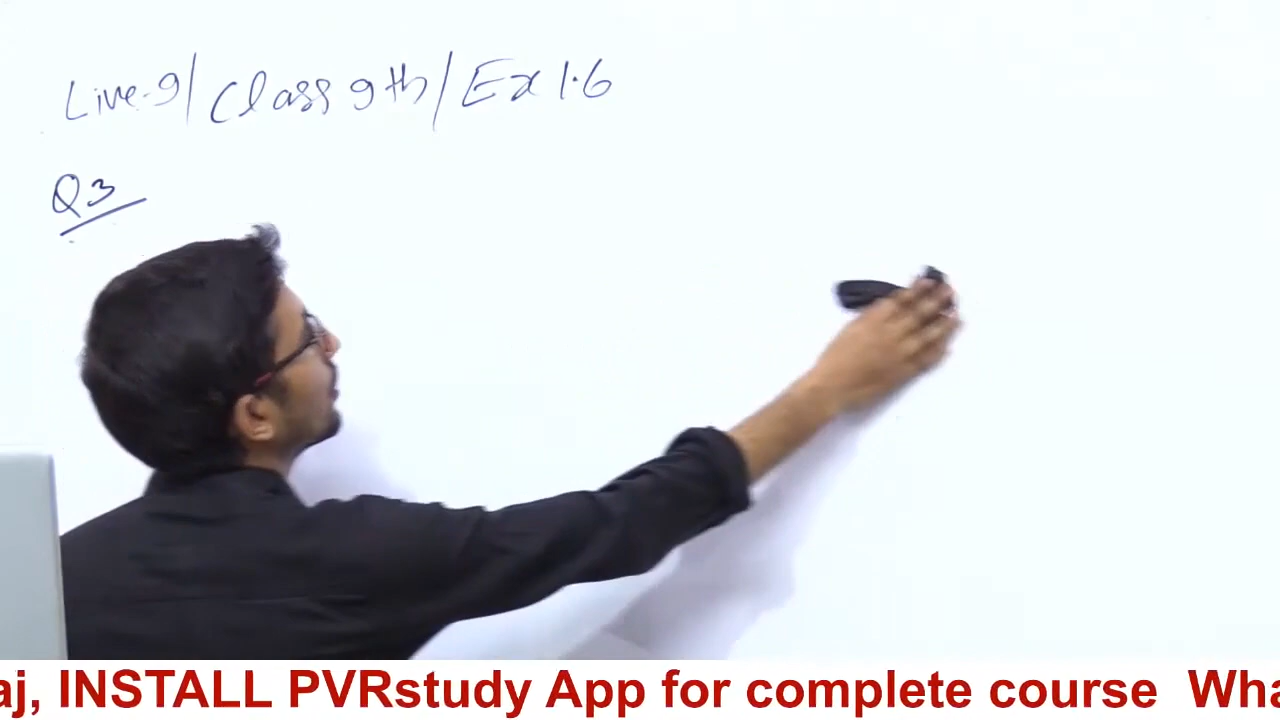 Live-9/ Class 9th/ Ex 1.6
Q3
aj, INSTALL PVRstudy App for complete course Wha